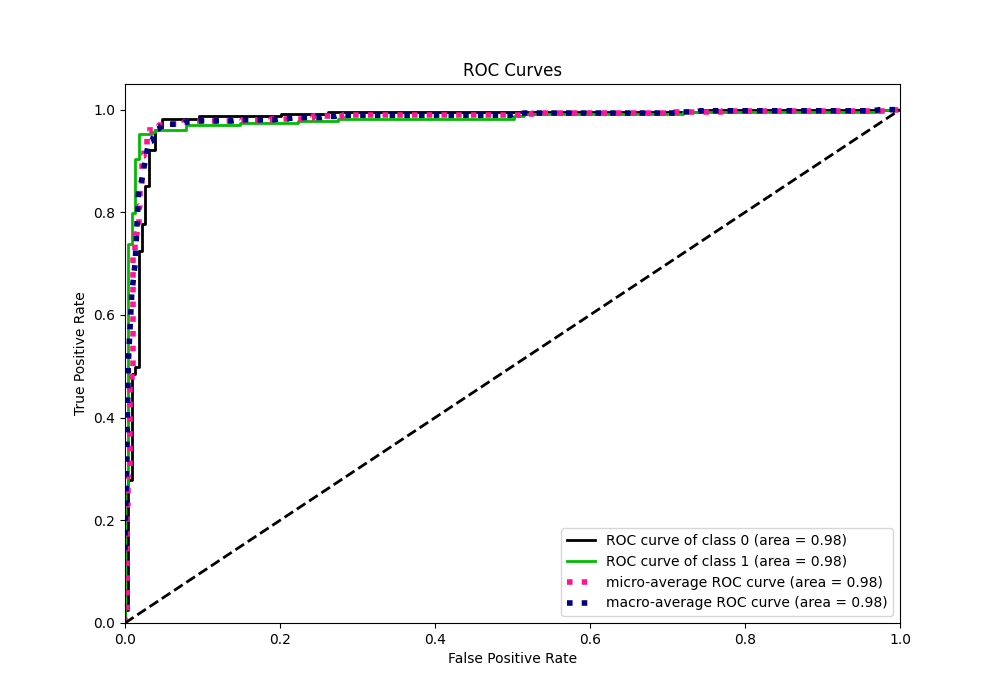 ROC Curves
True Positive Rate
1.0
0.8
0.6
0.4
0.2
0.0
ROC curve of class 0 (area = 0.98)
ROC curve of class 1 (area = 0.98)
micro-average ROC curve (area = 0.98)
macro-average ROC curve (area = 0.98)
0.0 0.2 0.4 0.6 0.8 1.0
False Positive Rate